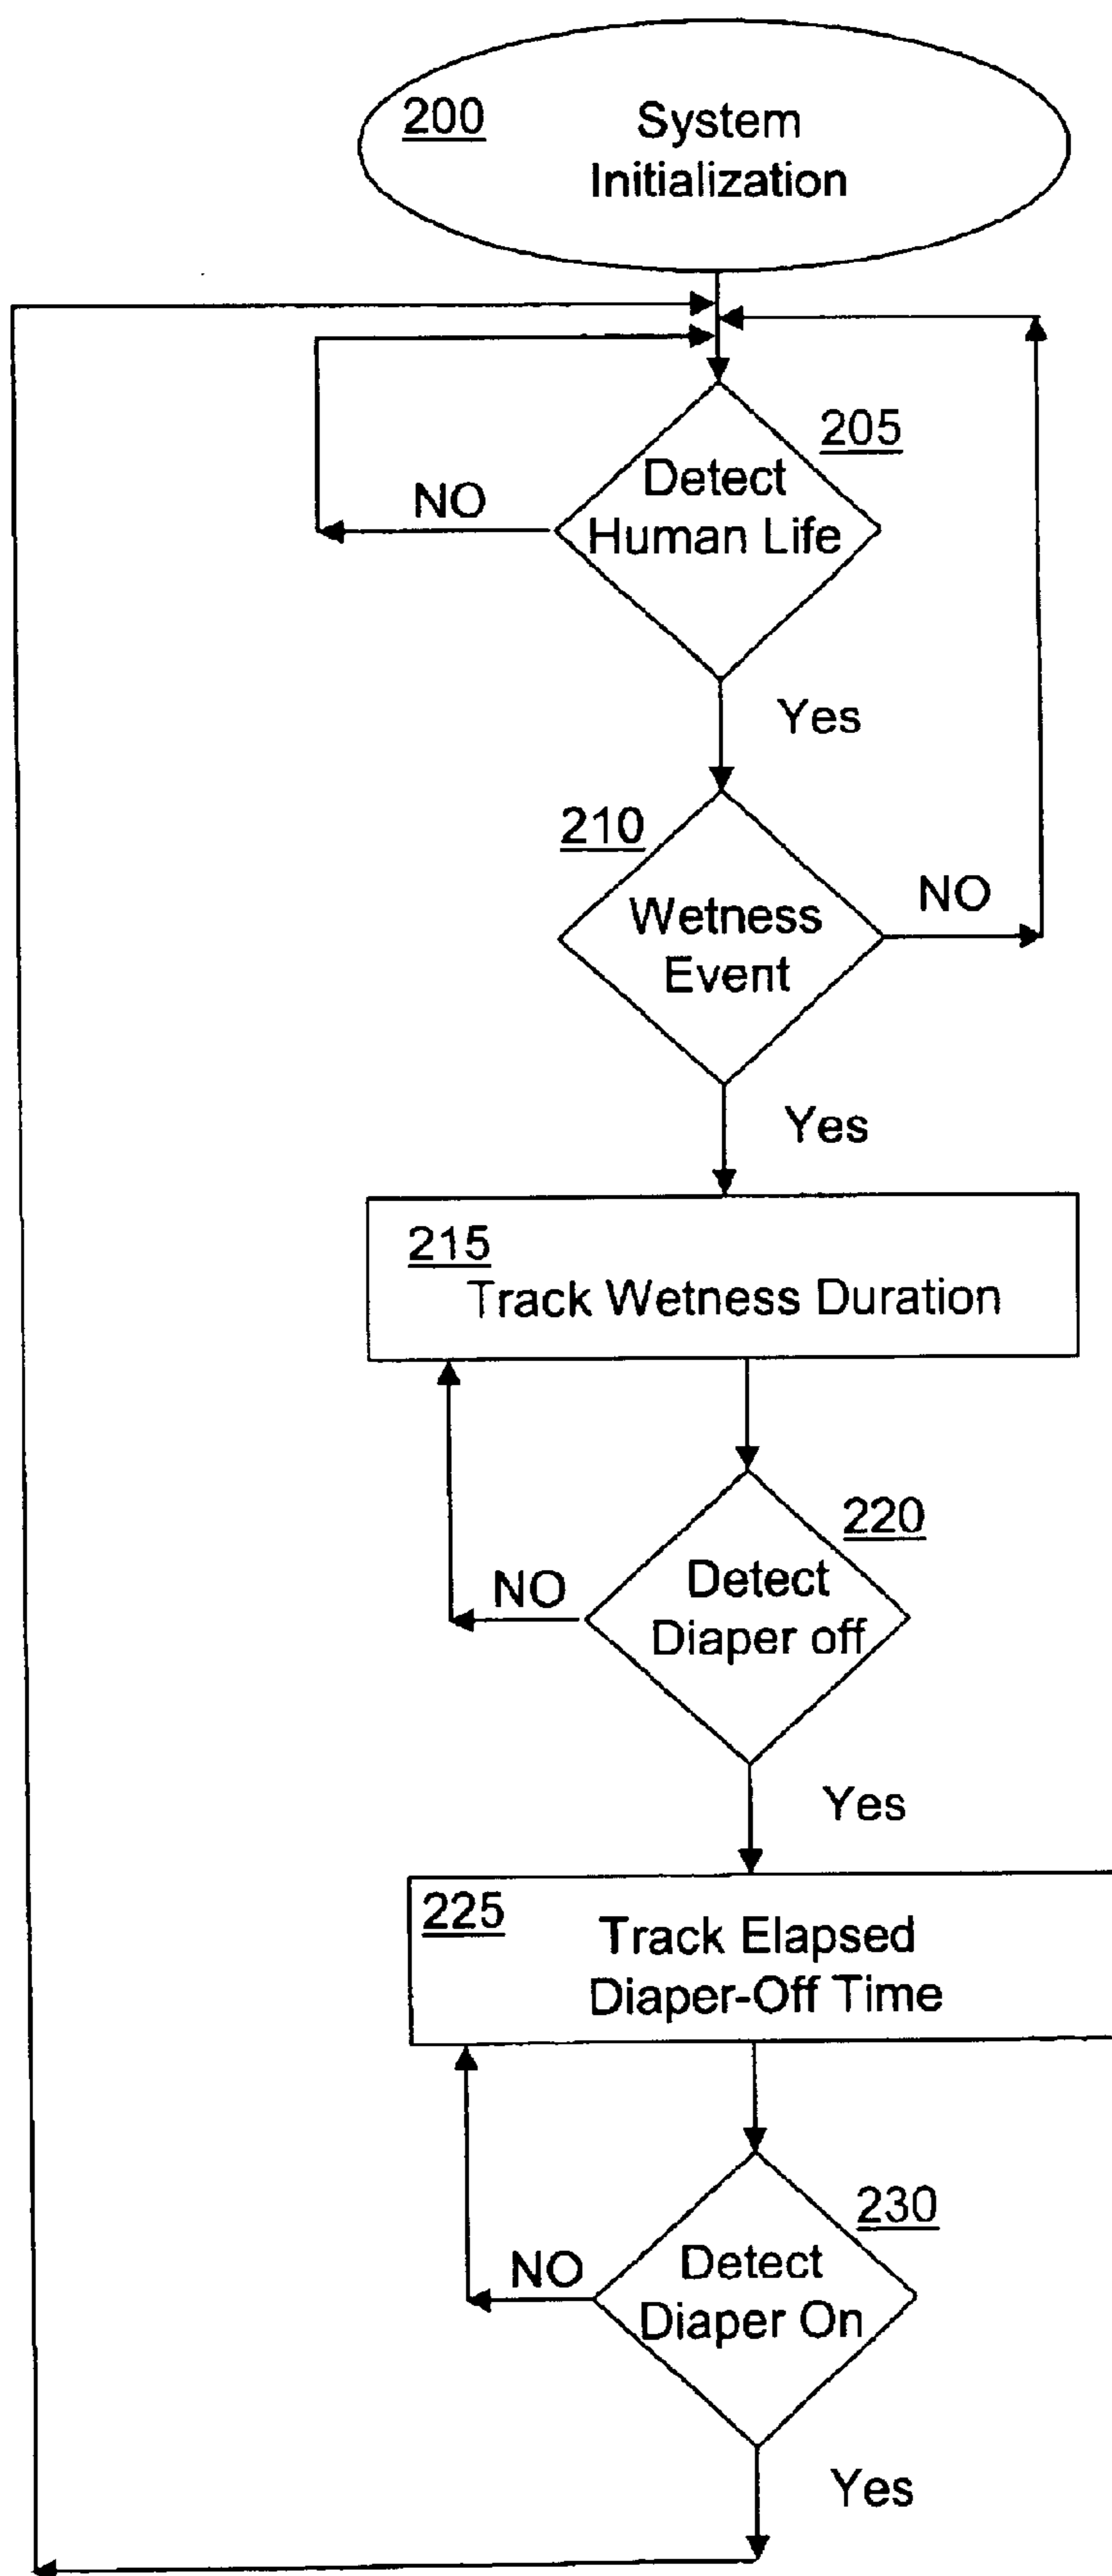 200
System
Initialization
205
Detect
Human Life
NO
Yes
210
Wetness
Event
NO
Yes
215
Track Wetness Duration
220
Detect
Diaper off
NO
Yes
225
Track Elapsed
Diaper-Off Time
230
Detect
Diaper On
NO
Yes